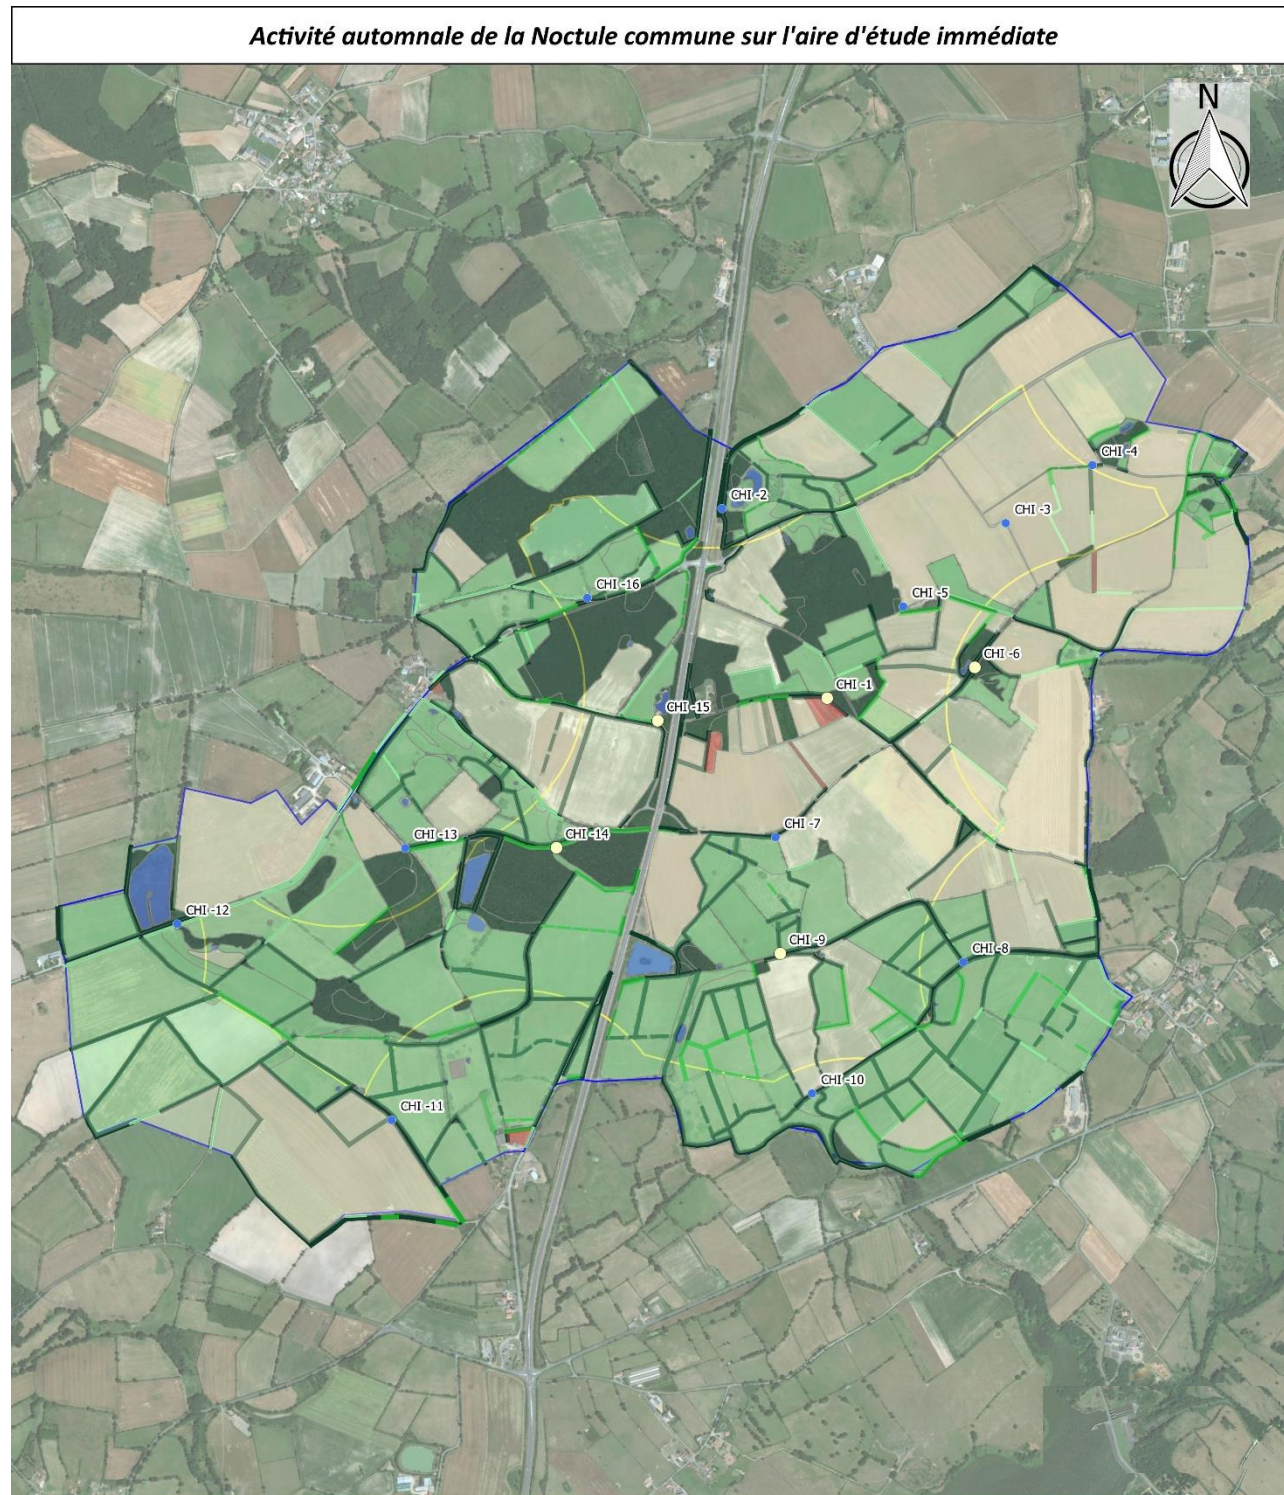 Activité automnale de la Noctule commune sur l'aire d'étude immédiate
N
CHI -4
CHI -2
CHI -3
CHI -16
CHI -5
CHI -6
CHI -1
CHI -15
CHI -7
CHI -13
CHI -14
CHI -12
CHI -9
CHI -8
CHI -10
CHI -11